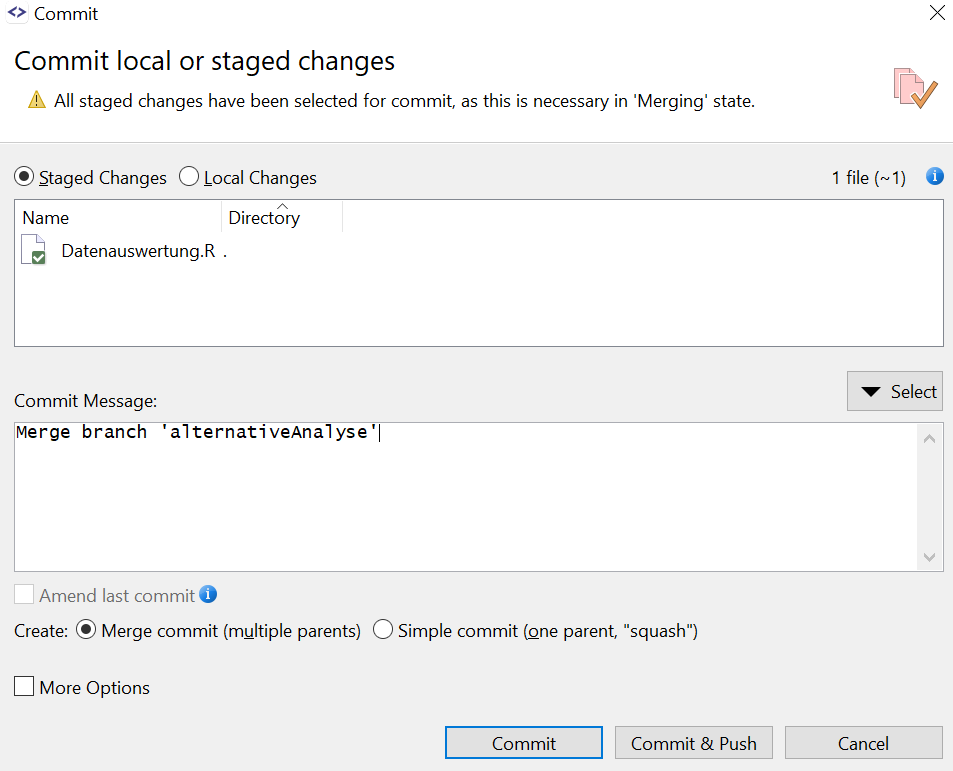 Commit
Commit local or staged changes
All staged changes have been selected for commit, as this is necessary in 'Merging' state.
Staged Changes Local Changes 1 file (~1)
Name Directory
Datenauswertung.R .
Select
Commit Message:
Merge branch 'alternativeAnalyse'
Amend last commit
Create: Merge commit (multiple parents) Simple commit (one parent, "squash")
More Options
Commit Commit & Push Cancel